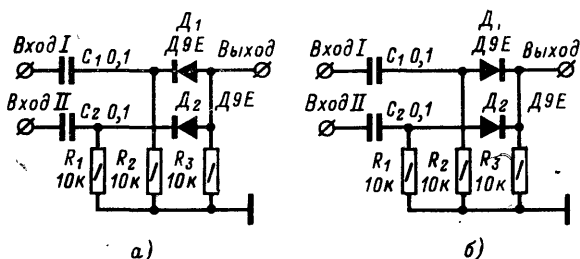 Вход I
C₁ 0,1
Д₁
Д9Е
Выход
Вход II
C₂ 0,1
Д₂
Д9Е
R₁
10к
R₂
10к
R₃
10к
а)
Вход I
C₁ 0,1
Д₁
Д9Е
Выход
Вход II
C₂ 0,1
Д₂
Д9Е
R₁
10к
R₂
10к
R₃
10к
б)